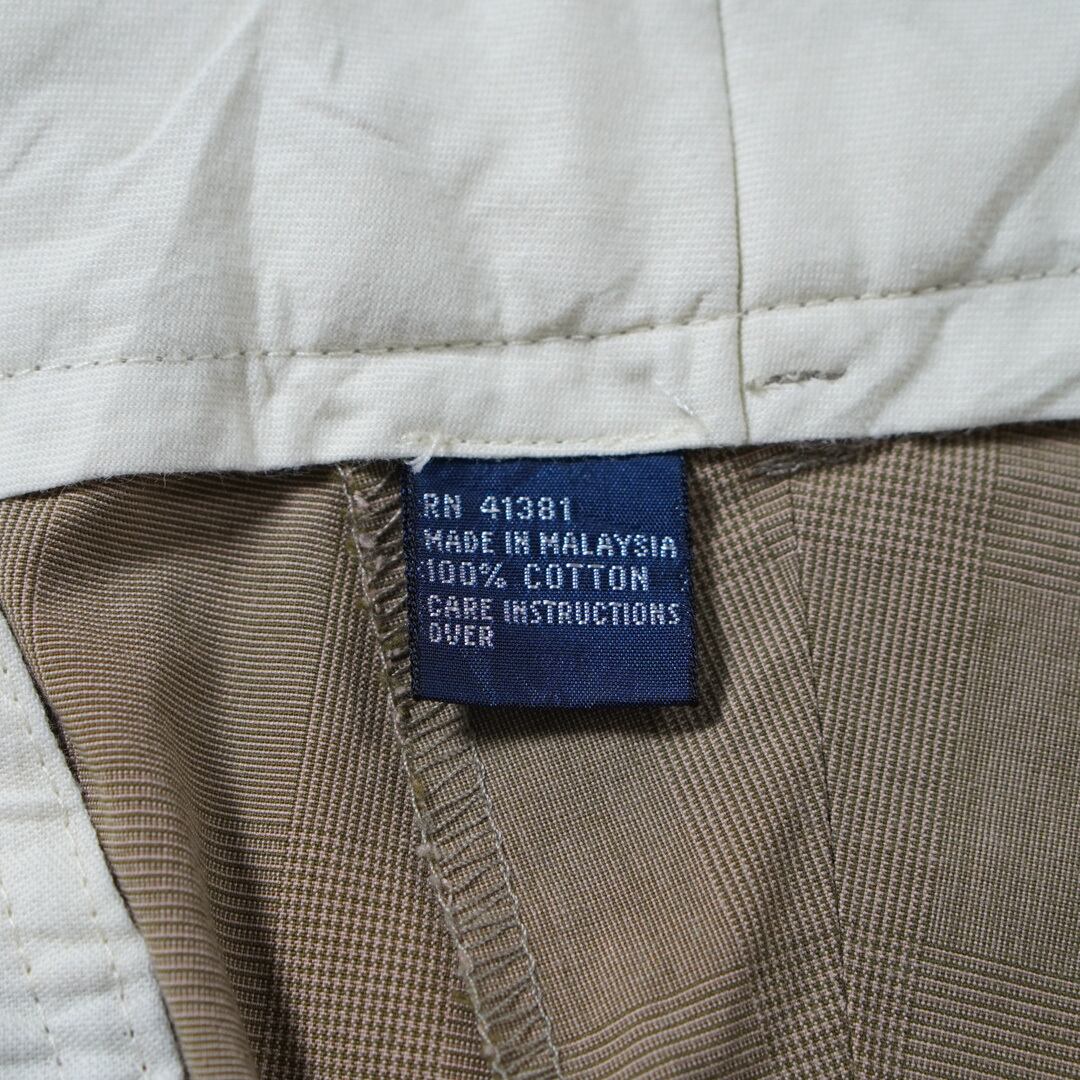 RN 41381
MADE IN MALAYSIA
100% COTTON
CARE INSTRUCTIONS
OVER